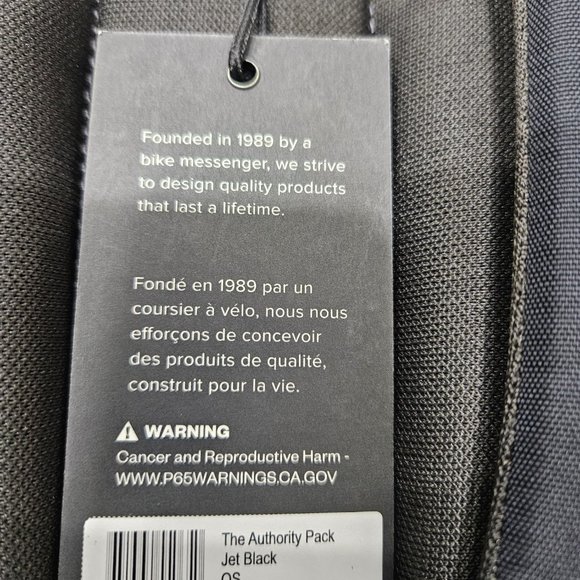 Founded in 1989 by a
bike messenger, we strive
to design quality products
that last a lifetime.
Fondé en 1989 par un
coursier à vélo, nous nous
efforçons de concevoir
des produits de qualité,
construit pour la vie.
WARNING
Cancer and Reproductive Harm -
WWW.P65WARNINGS.CA.GOV
The Authority Pack
Jet Black
OS